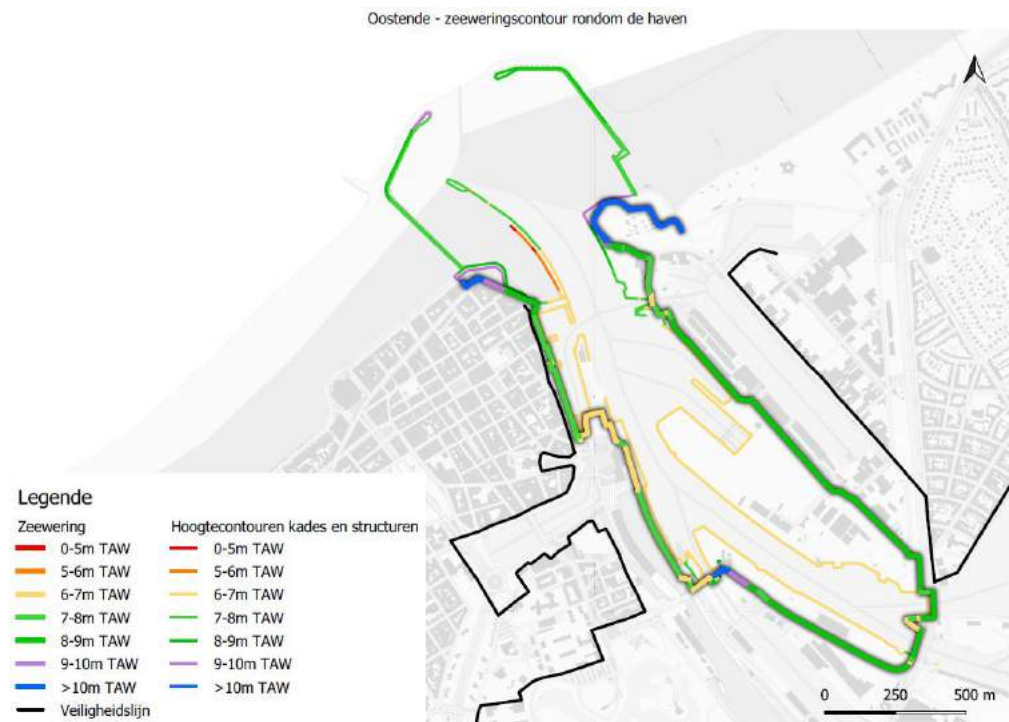 Oostende - zeeweringscontour rondom de haven
Legende
Zeewering Hoogtecontouren kades en structuren
0-5m TAW 0-5m TAW
5-6m TAW 5-6m TAW
6-7m TAW 6-7m TAW
7-8m TAW 7-8m TAW
8-9m TAW 8-9m TAW
9-10m TAW 9-10m TAW
>10m TAW >10m TAW
Veiligheidslijn
0 250 500 m